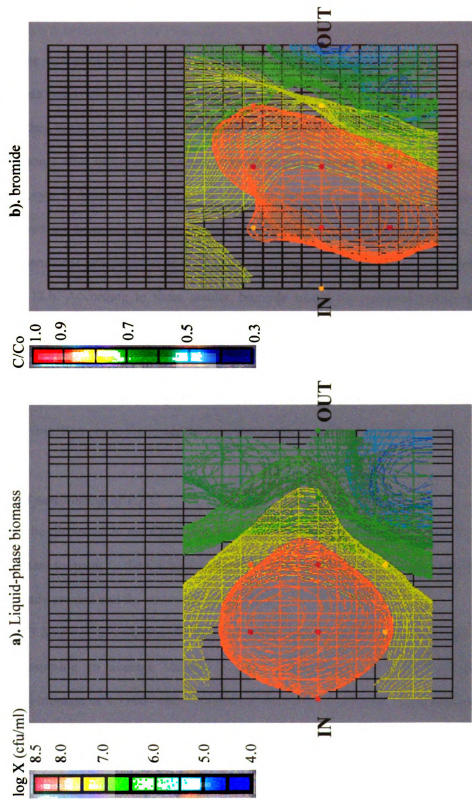 b). bromide
C/Co
1.0
0.9
0.7
0.5
0.3
IN
OUT
a). Liquid-phase biomass
log X (cfu/ml)
8.5
8.0
7.0
6.0
5.0
4.0
IN
OUT